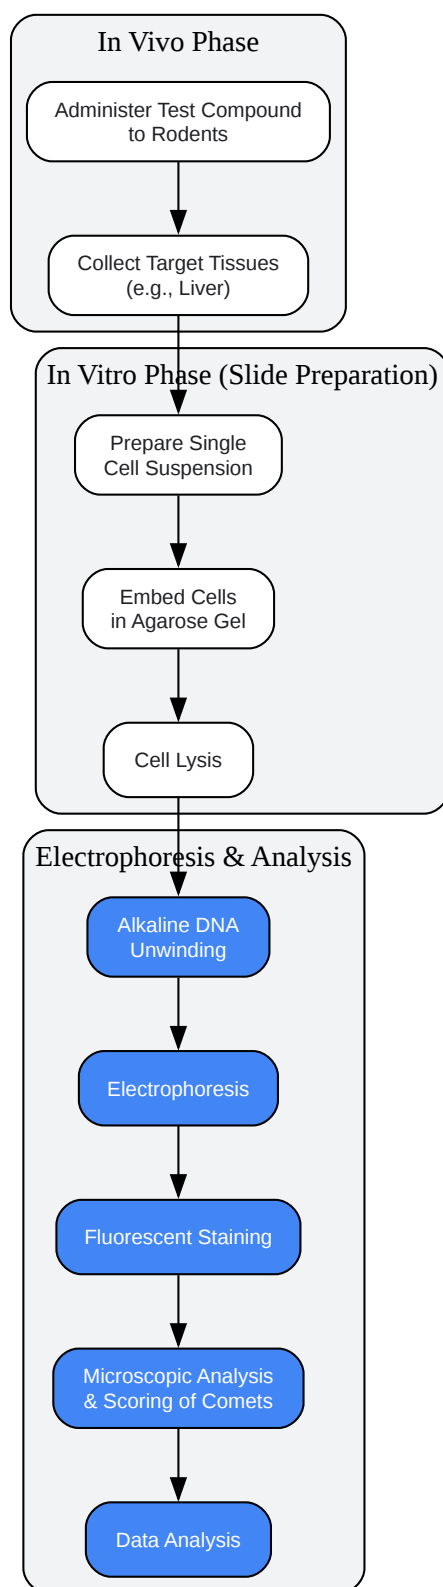 In Vivo Phase
Administer Test Compound
to Rodents
Collect Target Tissues
(e.g., Liver)
In Vitro Phase (Slide Preparation)
Prepare Single
Cell Suspension
Embed Cells
in Agarose Gel
Cell Lysis
Electrophoresis & Analysis
Alkaline DNA
Unwinding
Electrophoresis
Fluorescent Staining
Microscopic Analysis
& Scoring of Comets
Data Analysis